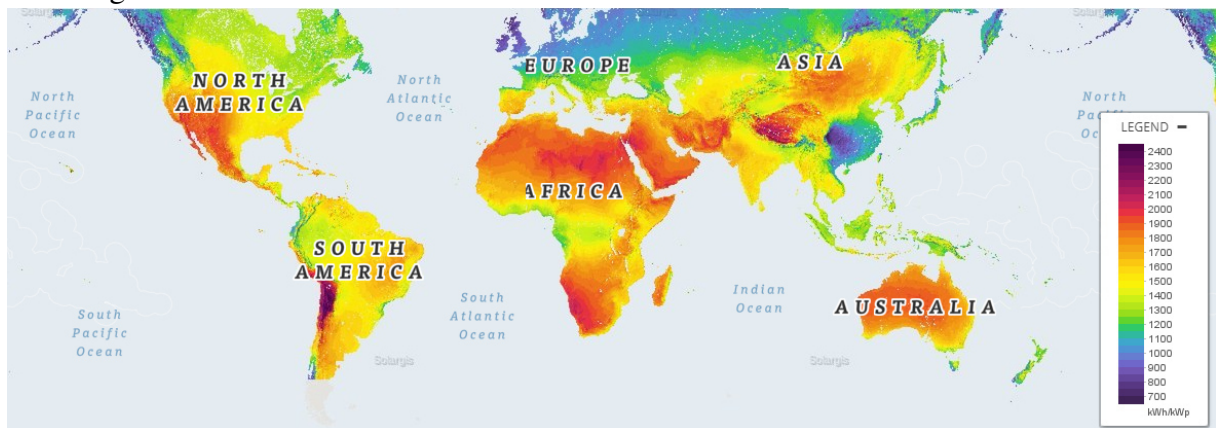 Solargis
Solargis
NORTH
AMERICA
EUROPE
ASIA
North
Pacific
Ocean
North
Atlantic
Ocean
North
Pacific
AFRICA
SOUTH
AMERICA
AUSTRALIA
South
Pacific
Ocean
South
Atlantic
Ocean
Indian
Ocean
Solargis
Solargis
LEGEND
2400
2300
2200
2100
2000
1900
1800
1700
1600
1500
1400
1300
1200
1100
1000
900
800
700
kWh/kWp